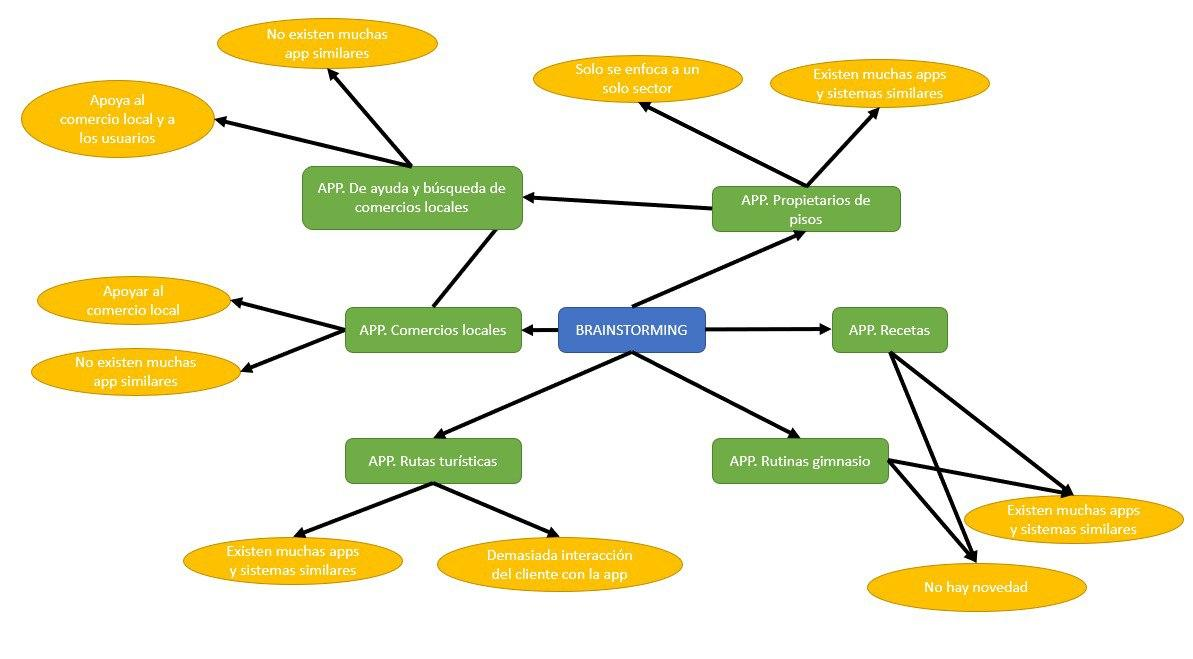 No existen muchas
app similares
Solo se enfoca a un
solo sector
Existen muchas apps
y sistemas similares
Apoya al
comercio local y a
los usuarios
APP. De ayuda y búsqueda de
comercios locales
APP. Propietarios de
pisos
Apoyar al
comercio local
APP. Comercios locales
BRAINSTORMING
APP. Recetas
No existen muchas
app similares
APP. Rutas turísticas
APP. Rutinas gimnasio
Existen muchas apps
y sistemas similares
Existen muchas apps
y sistemas similares
Demasiada interacción
del cliente con la app
No hay novedad